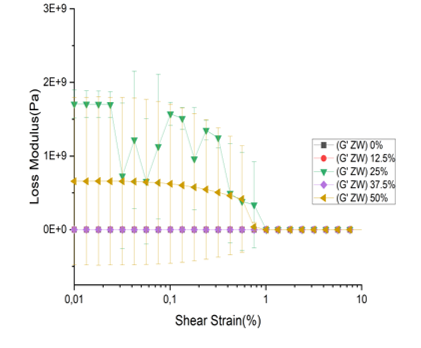 3E+9
2E+9
1E+9
0E+0
Loss Modulus(Pa)
(G' ZW) 0%
(G' ZW) 12.5%
(G' ZW) 25%
(G' ZW) 37.5%
(G' ZW) 50%
0,01
0,1
1
10
Shear Strain(%)